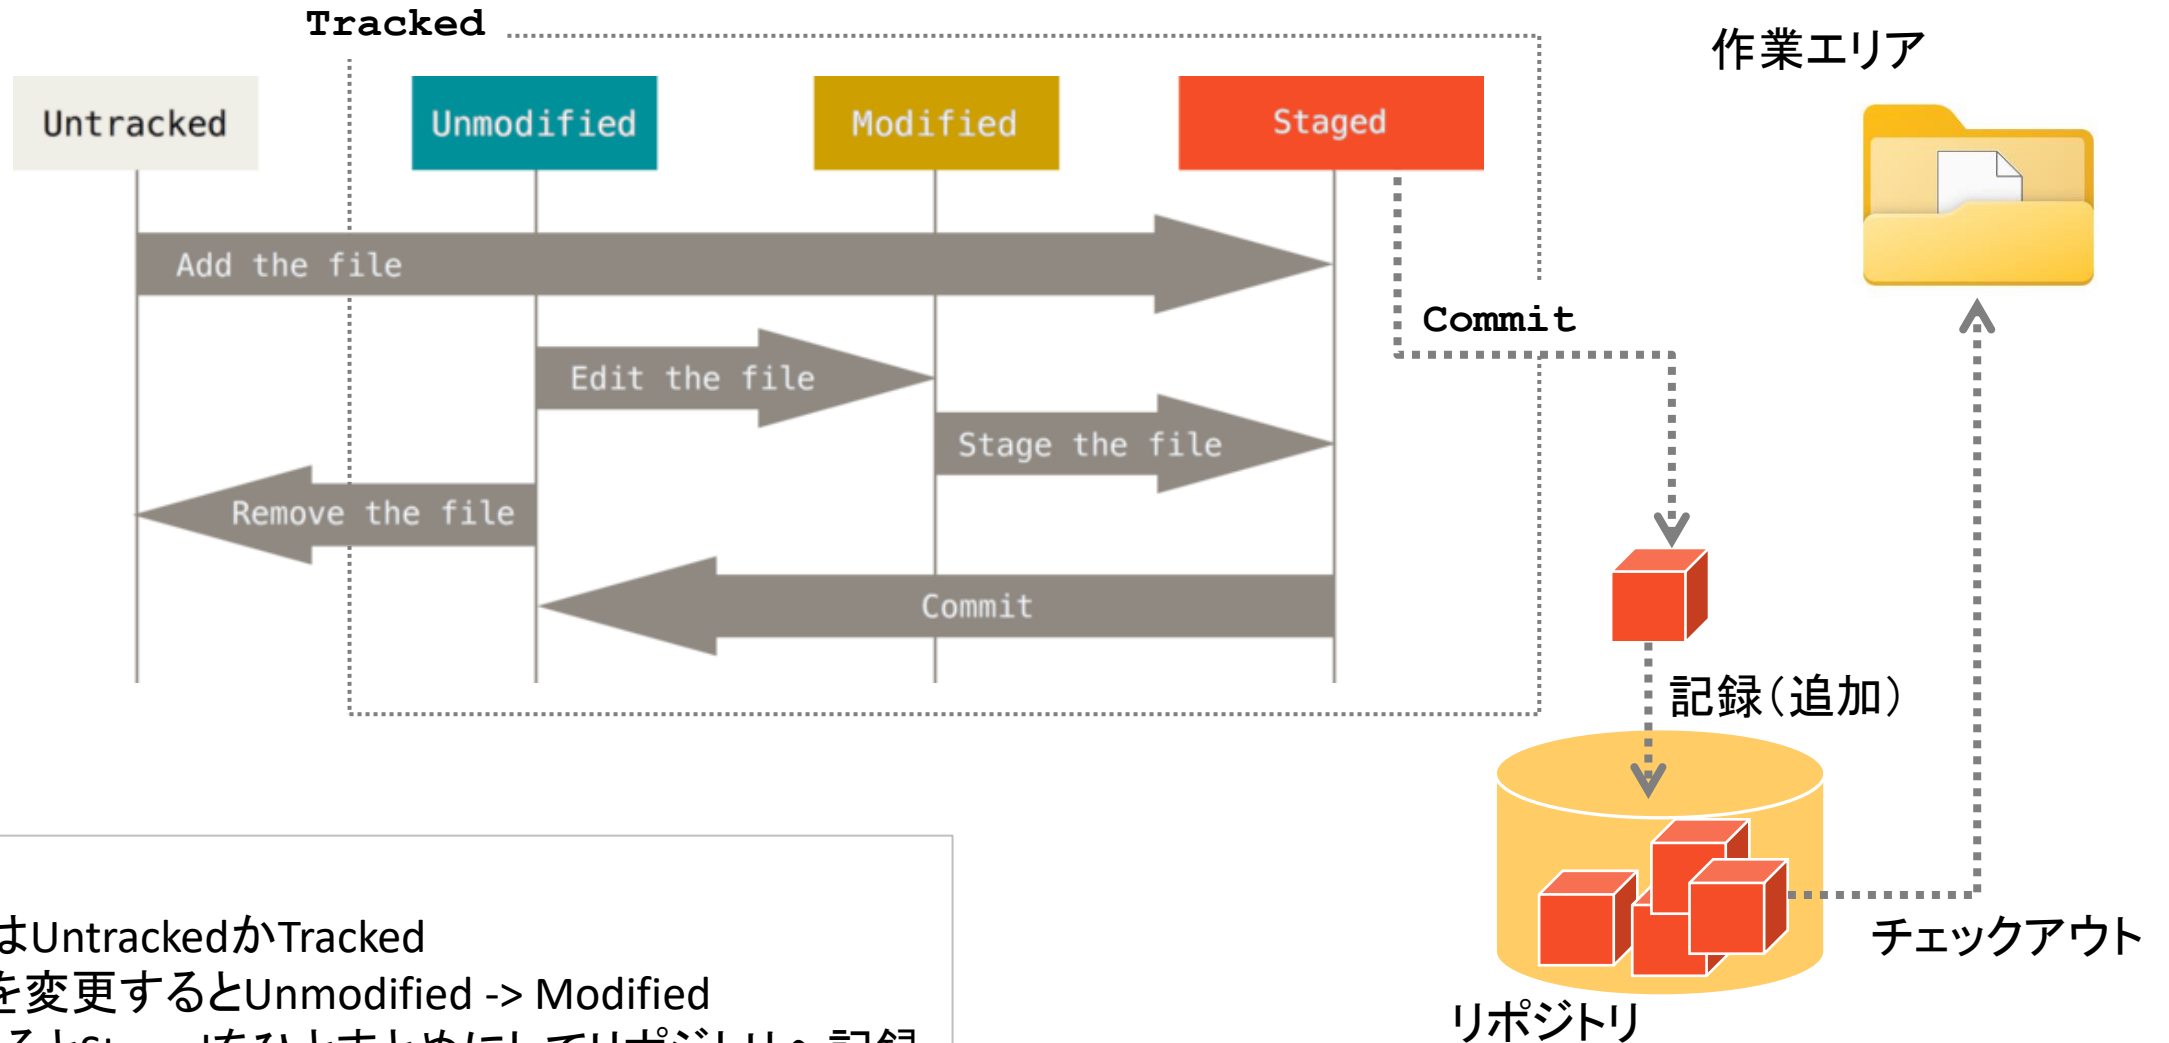 Tracked
作業エリア
Untracked
Unmodified
Modified
Staged
Add the file
Commit
Edit the file
Stage the file
Remove the file
Commit
記録（追加）
はUntrackedかTracked
を変更するとUnmodified -> Modified
チェックアウト
リポジトリ